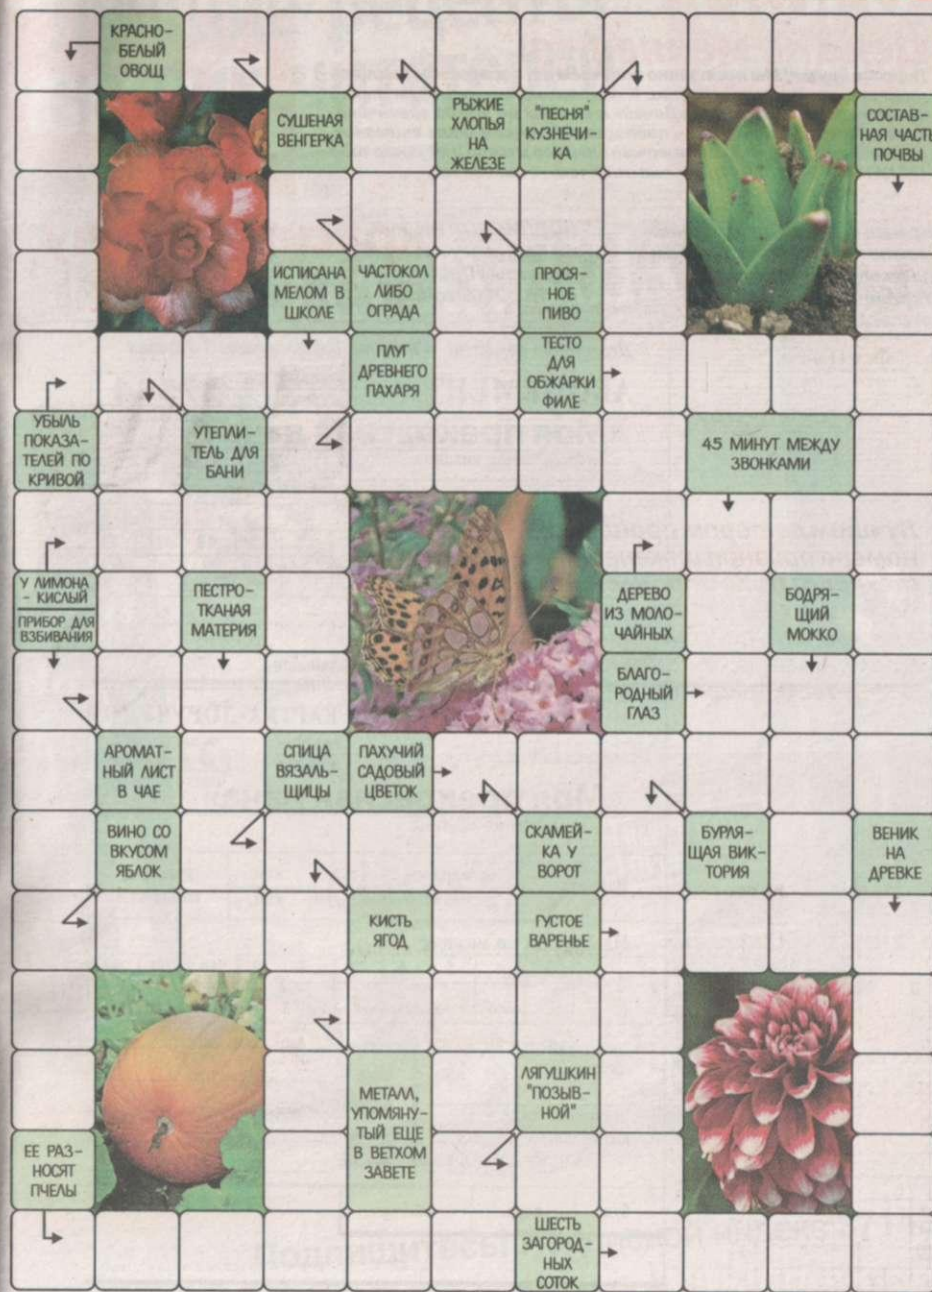 КРАСНО-
БЕЛЫЙ
ОВОЩ
СУШЕНАЯ
ВЕНГЕРКА
РЫЖИЕ
ХЛОПЬЯ
НА
ЖЕЛЕЗЕ
"ПЕСНЯ"
КУЗНЕЧИ-
КА
СОСТАВ-
НАЯ ЧАСТЬ
ПОЧВЫ
ИСПИСАНА
МЕЛОМ В
ШКОЛЕ
ЧАСТОКОЛ
ЛИБО
ОГРАДА
ПРОСЯ-
НОЕ
ПИВО
ПЛУГ
ДРЕВНЕГО
ПАХАРЯ
ТЕСТО
ДЛЯ
ОБЖАРКИ
ФИЛЕ
УБЫЛЬ
ПОКАЗА-
ТЕЛЕЙ ПО
КРИВОЙ
УТЕПЛИ-
ТЕЛЬ ДЛЯ
БАНИ
45 МИНУТ МЕЖДУ
ЗВОНКАМИ
У ЛИМОНА
- КИСЛЫЙ
ПРИБОР ДЛЯ
ВЗБИВАНИЯ
ПЕСТРО-
ТКАНАЯ
МАТЕРИЯ
ДЕРЕВО
ИЗ МОЛО-
ЧАЙНЫХ
БОДРЯ-
ЩИЙ
МОККО
БЛАГО-
РОДНЫЙ
ГЛАЗ
АРОМАТ-
НЫЙ ЛИСТ
В ЧАЕ
СПИЦА
ВЯЗАЛЬ-
ЩИЦЫ
ПАХУЧИЙ
САДОВЫЙ
ЦВЕТОК
ВИНО СО
ВКУСОМ
ЯБЛОК
СКАМЕЙ-
КА У
ВОРОТ
БУРЛЯ-
ЩАЯ ВИК-
ТОРИЯ
ВЕНИК
НА
ДРЕВКЕ
КИСТЬ
ЯГОД
ГУСТОЕ
ВАРЕНЬЕ
МЕТАЛЛ,
УПОМЯНУ-
ТЫЙ ЕЩЕ
В ВЕТХОМ
ЗАВЕТЕ
ЛЯГУШКИН
"ПОЗЫВ-
НОЙ"
ЕЕ РАЗ-
НОСЯТ
ПЧЕЛЫ
ШЕСТЬ
ЗАГОРОД-
НЫХ
СОТОК